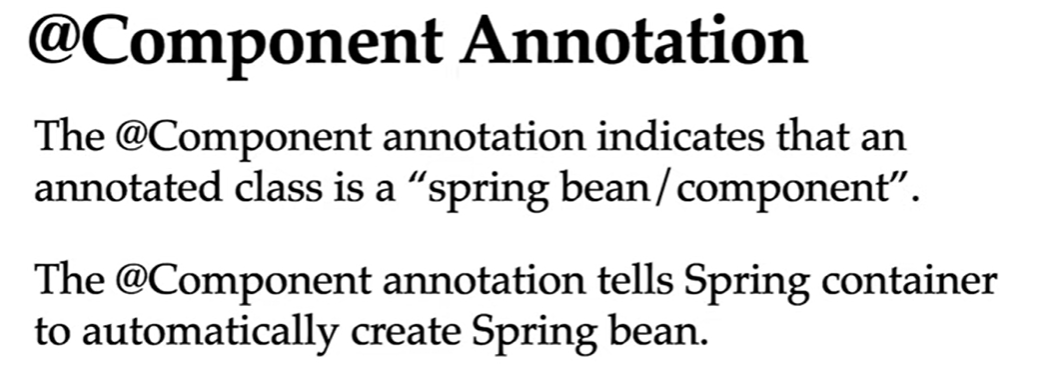 @Component Annotation
The @Component annotation indicates that an
annotated class is a “spring bean/component”.
The @Component annotation tells Spring container
to automatically create Spring bean.